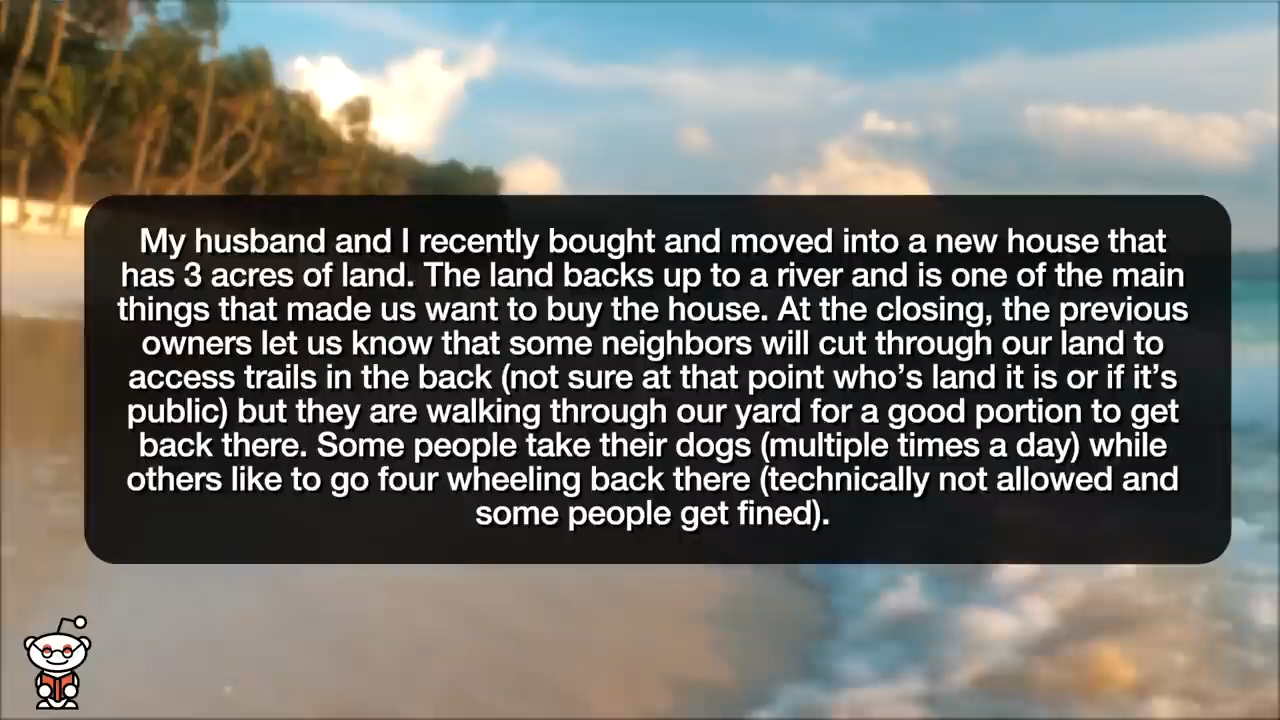 My husband and I recently bought and moved into a new house that
has 3 acres of land. The land backs up to a river and is one of the main
things that made us want to buy the house. At the closing, the previous
owners let us know that some neighbors will cut through our land to
access trails in the back (not sure at that point who’s land it is or if it’s
public) but they are walking through our yard for a good portion to get
back there. Some people take their dogs (multiple times a day) while
others like to go four wheeling back there (technically not allowed and
some people get fined).